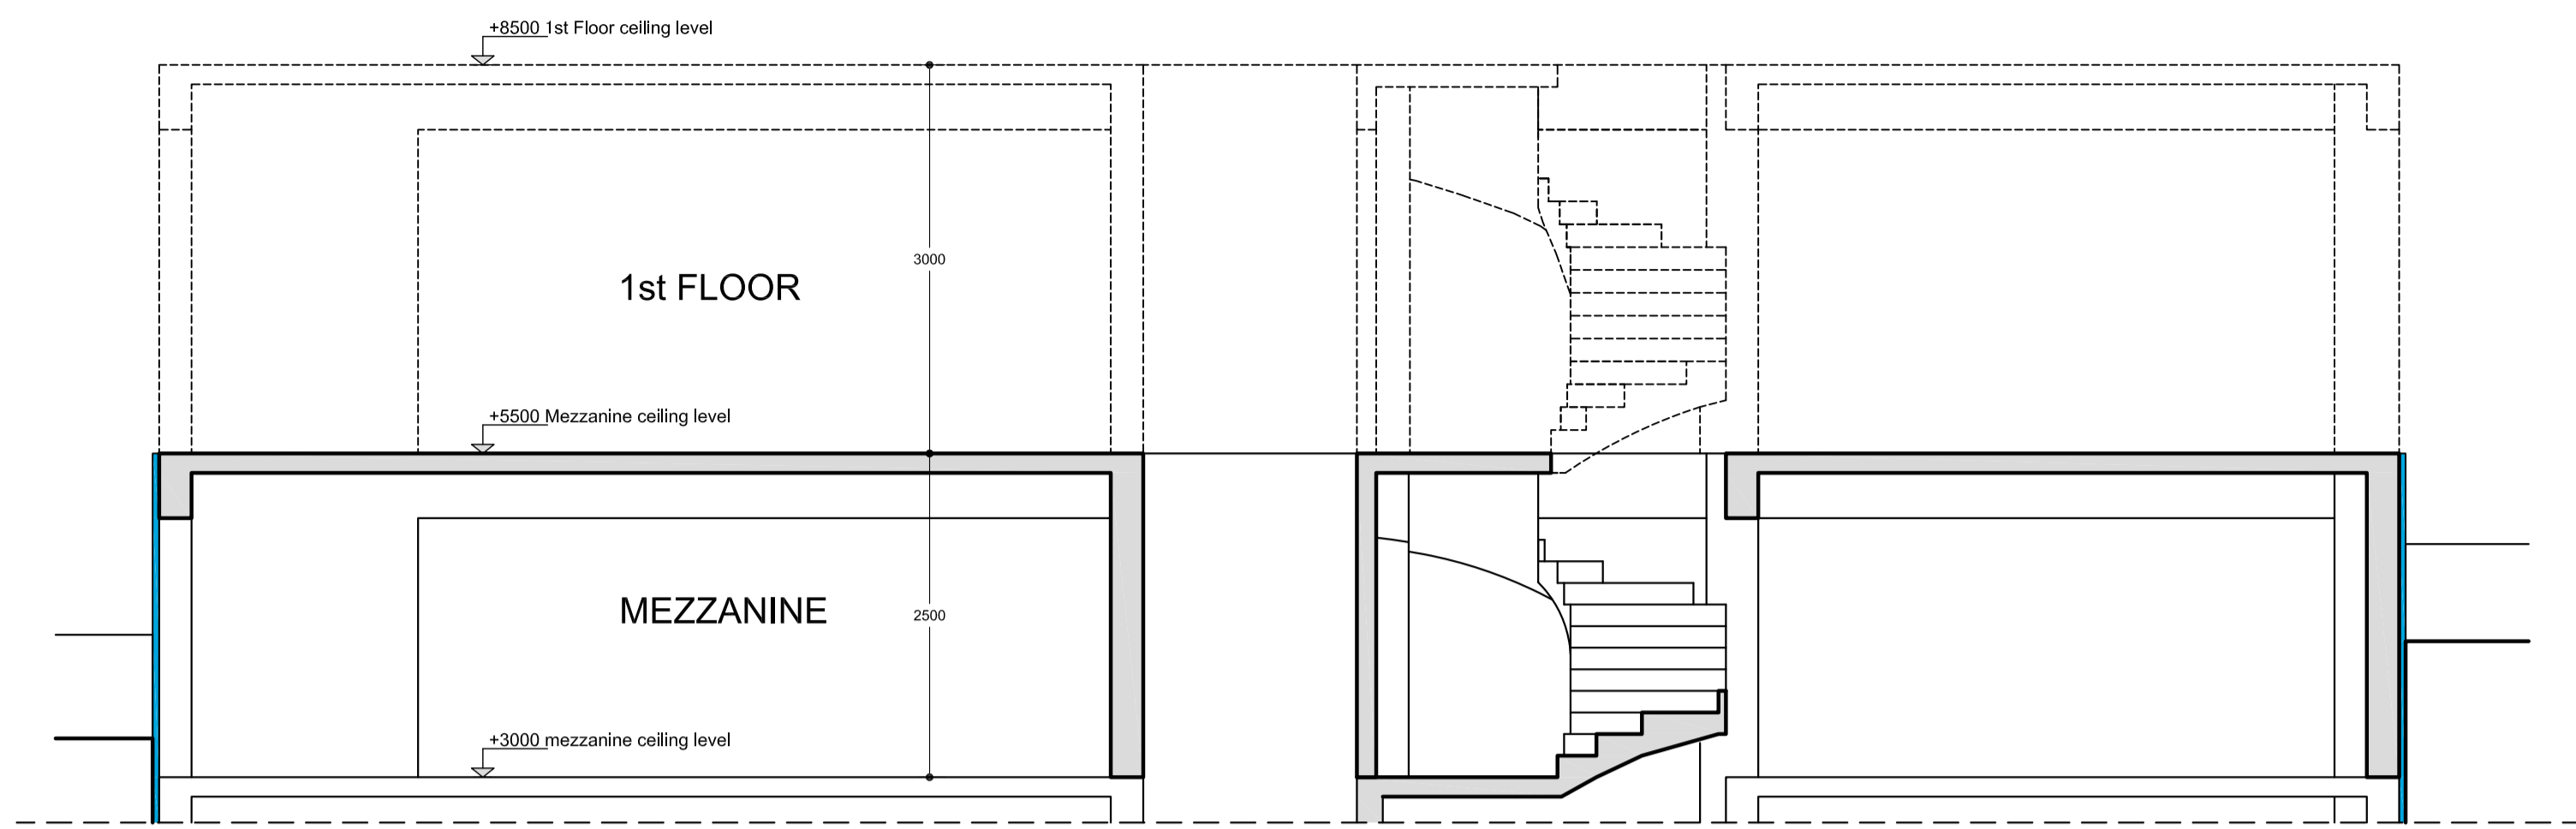 +8500 1st Floor ceiling level
3000
1st FLOOR
+5500 Mezzanine ceiling level
MEZZANINE
2500
+3000 mezzanine ceiling level